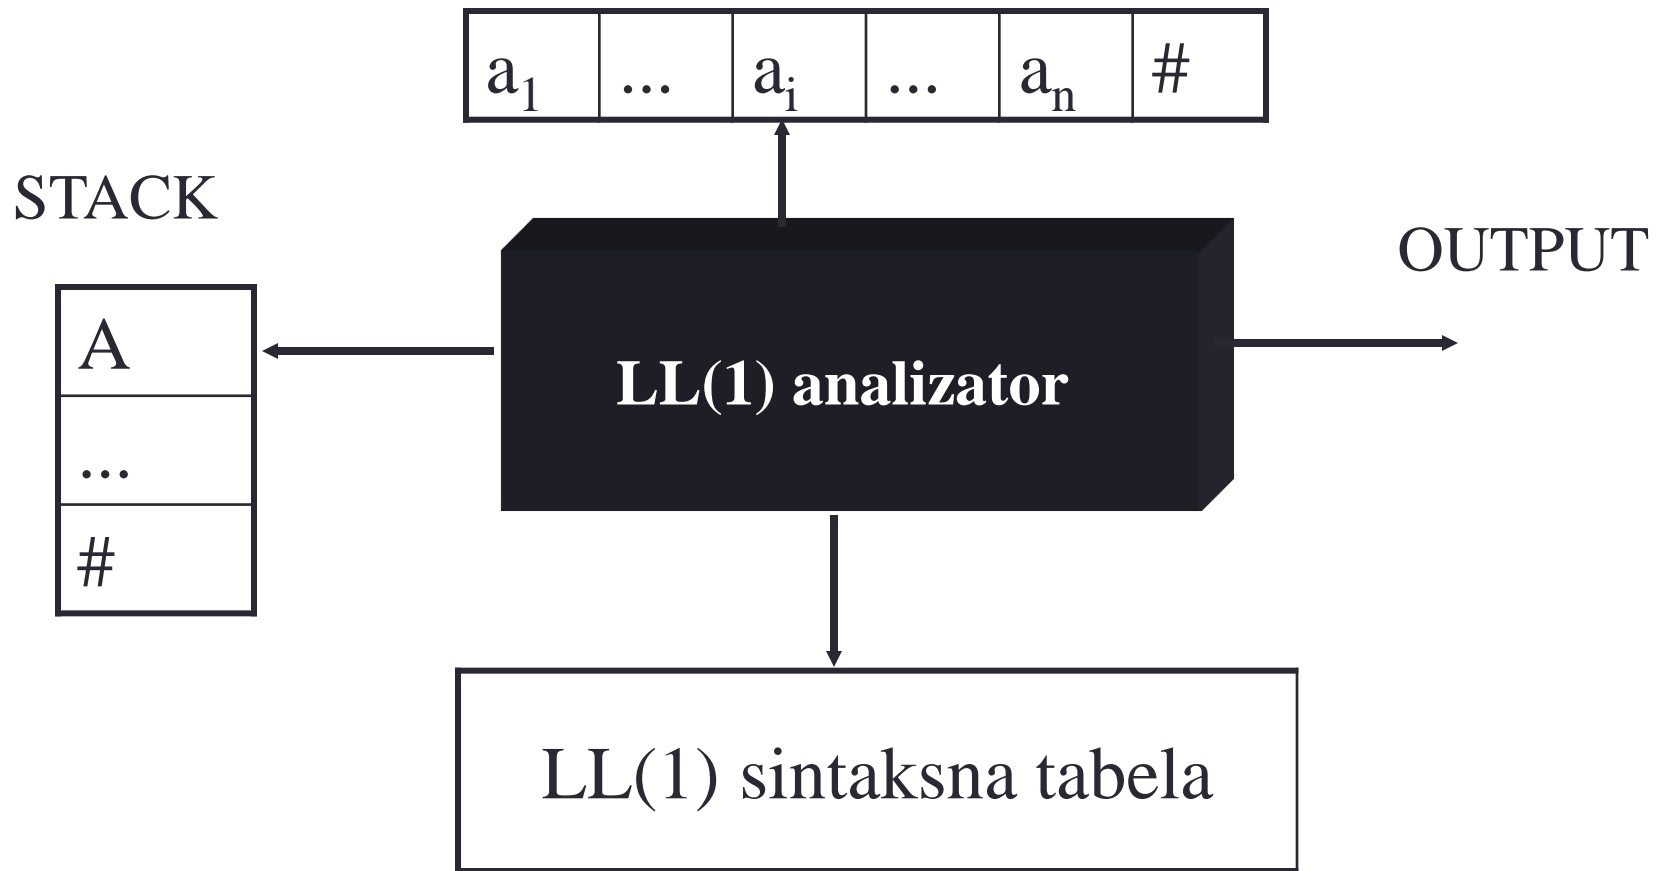 a₁ ... aᵢ ... aₙ #
STACK
OUTPUT
A
...
#
LL(1) analizator
LL(1) sintaksna tabela